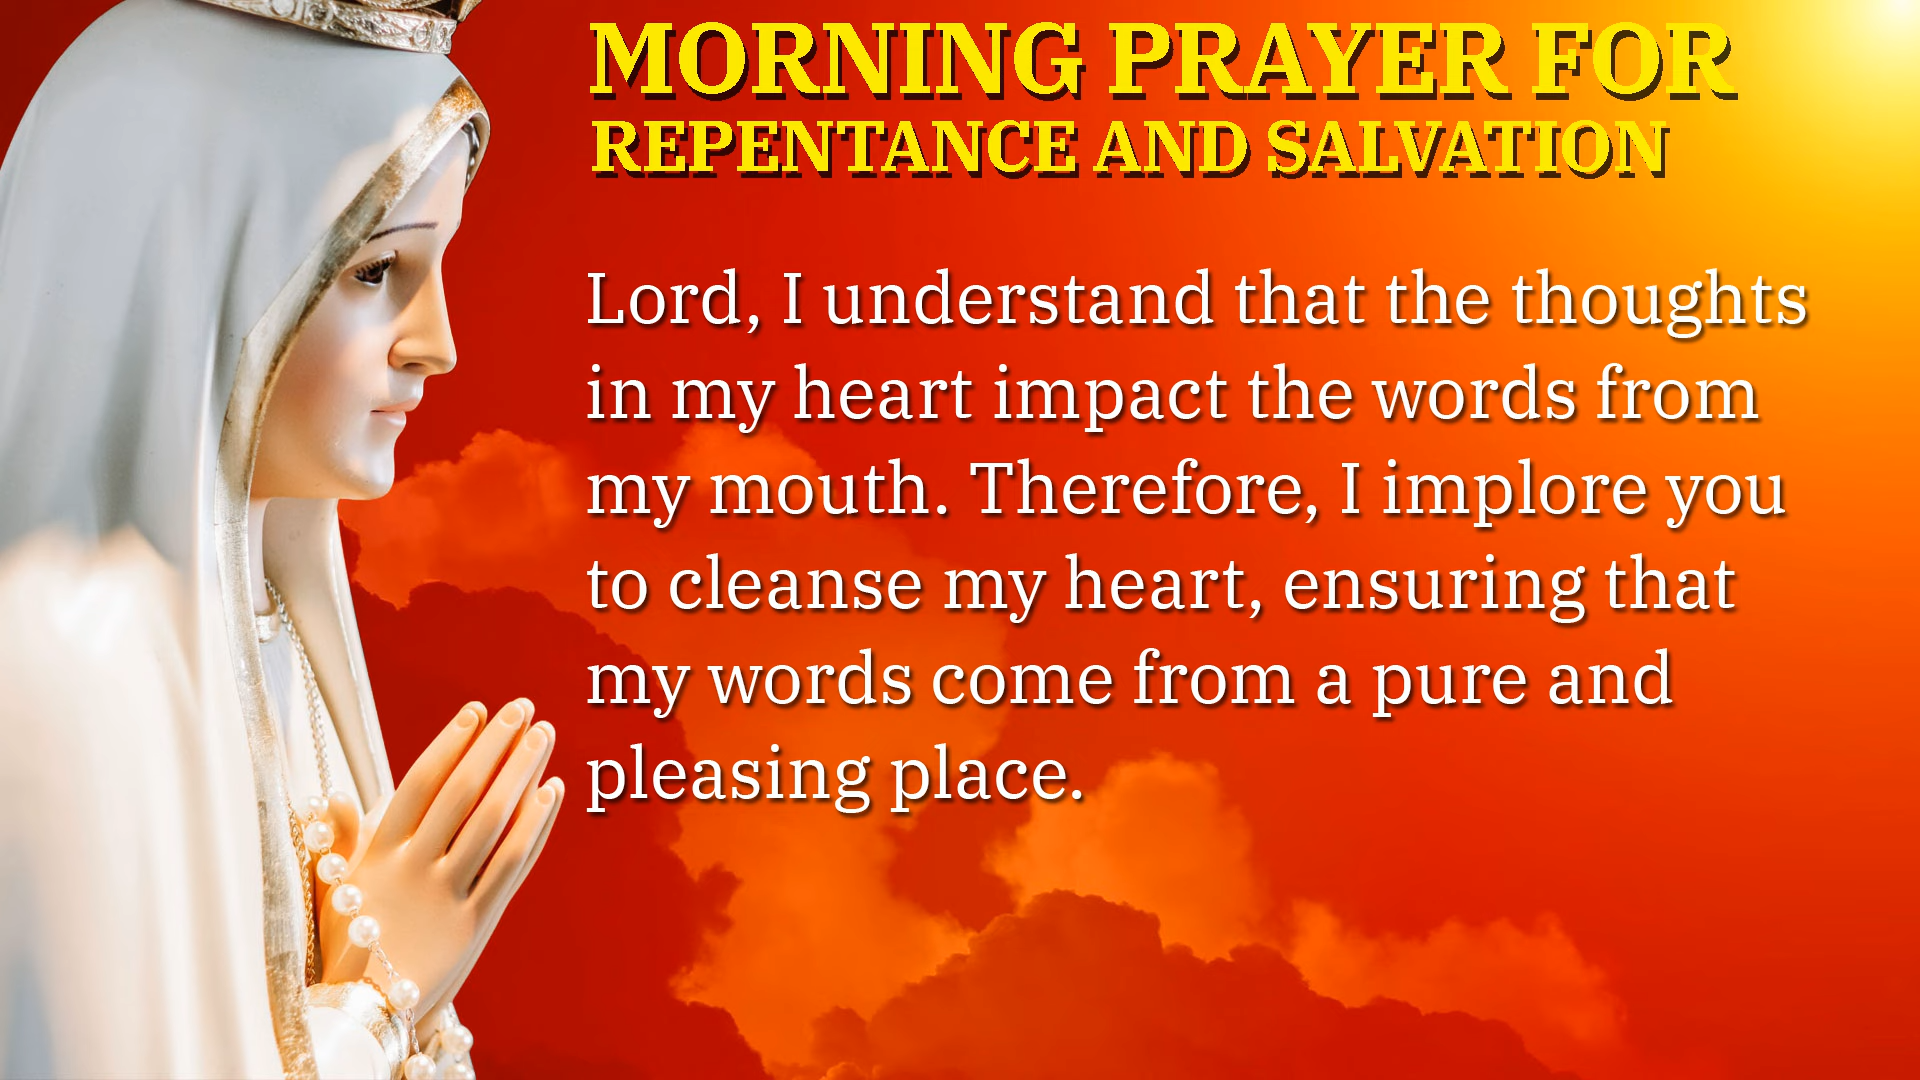 MORNING PRAYER FOR
REPENTANCE AND SALVATION
Lord, I understand that the thoughts
in my heart impact the words from
my mouth. Therefore, I implore you
to cleanse my heart, ensuring that
my words come from a pure and
pleasing place.